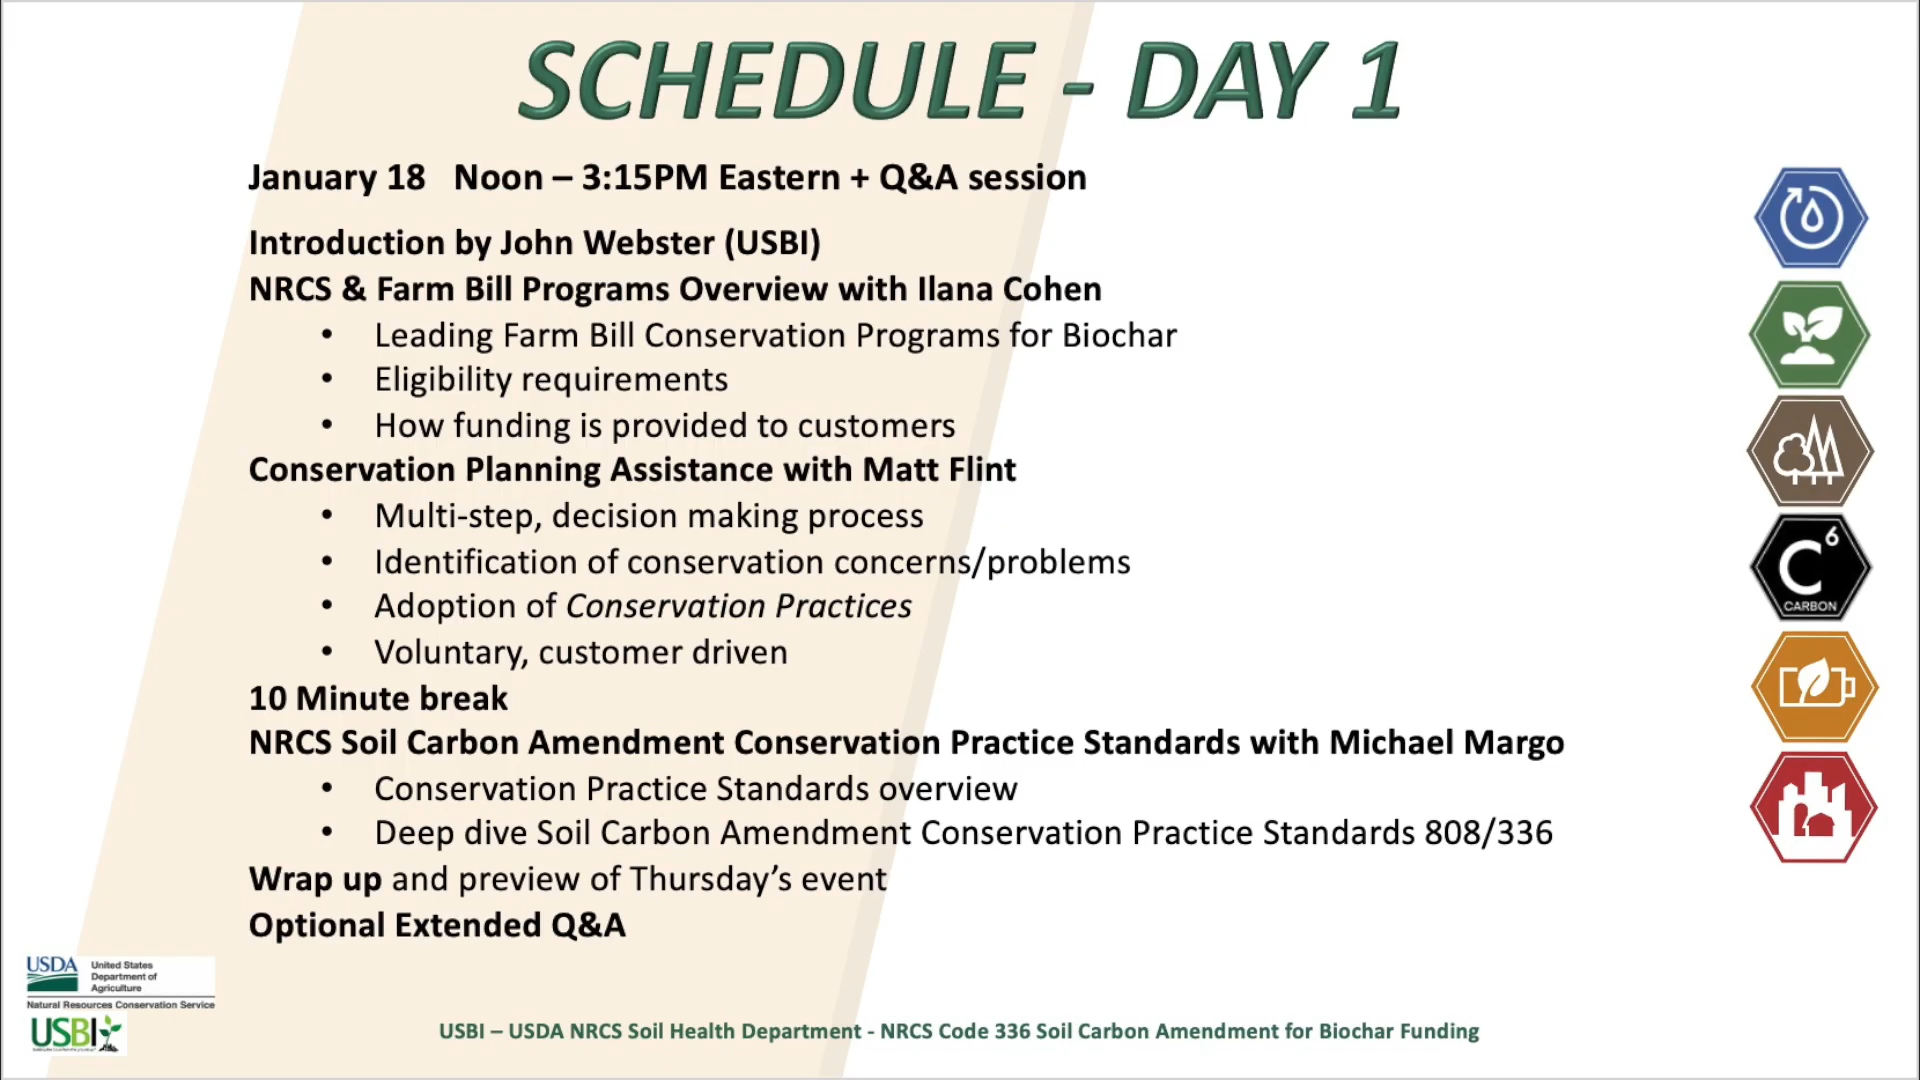 SCHEDULE - DAY 1
January 18 Noon – 3:15PM Eastern + Q&A session
Introduction by John Webster (USBI)
NRCS & Farm Bill Programs Overview with Ilana Cohen
• Leading Farm Bill Conservation Programs for Biochar
• Eligibility requirements
• How funding is provided to customers
Conservation Planning Assistance with Matt Flint
• Multi-step, decision making process
• Identification of conservation concerns/problems
• Adoption of Conservation Practices
• Voluntary, customer driven
10 Minute break
NRCS Soil Carbon Amendment Conservation Practice Standards with Michael Margo
• Conservation Practice Standards overview
• Deep dive Soil Carbon Amendment Conservation Practice Standards 808/336
Wrap up and preview of Thursday’s event
Optional Extended Q&A
C 6
CARBON
USDA
United States
Department of
Agriculture
Natural Resources Conservation Service
USBI
USBI – USDA NRCS Soil Health Department - NRCS Code 336 Soil Carbon Amendment for Biochar Funding